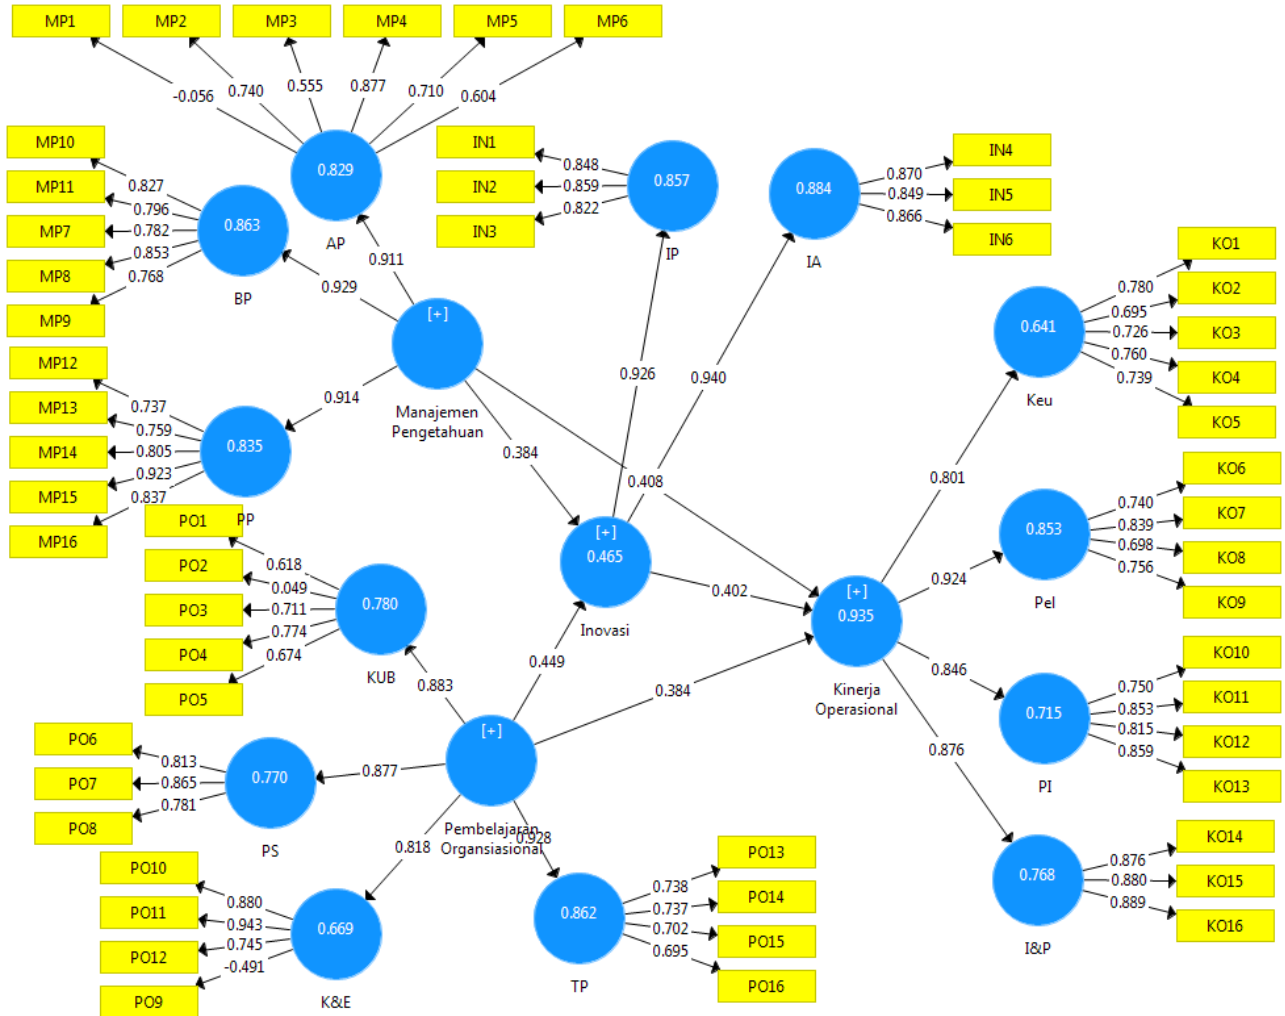 MP1
MP2
MP3
MP4
MP5
MP6
-0.056
0.740
0.555
0.877
0.710
0.604
MP10
MP11
MP7
MP8
MP9
0.827
0.796
0.782
0.853
0.768
0.863
BP
0.829
AP
0.911
0.929
IN1
IN2
IN3
0.848
0.859
0.822
0.857
IP
0.884
IA
0.870
0.849
0.866
IN4
IN5
IN6
[+]
Manajemen
Pengetahuan
0.914
0.384
0.408
0.926
0.940
MP12
MP13
MP14
MP15
MP16
0.737
0.759
0.805
0.923
0.837
0.835
PP
KO1
KO2
KO3
KO4
KO5
0.780
0.695
0.726
0.760
0.739
0.641
Keu
0.801
PO1
PO2
PO3
PO4
PO5
0.618
0.049
0.711
0.774
0.674
0.780
KUB
0.883
[+]
0.465
Inovasi
0.402
0.449
0.384
[+]
0.935
Kinerja
Operasional
KO6
KO7
KO8
KO9
0.740
0.839
0.698
0.756
0.853
Pel
0.924
0.846
0.876
KO10
KO11
KO12
KO13
0.750
0.853
0.815
0.859
0.715
PI
PO6
PO7
PO8
0.813
0.865
0.781
0.770
PS
0.877
[+]
Pembelajaran
Organsiasional
0.818
0.928
PO10
PO11
PO12
PO9
0.880
0.943
0.745
-0.491
0.669
K&E
0.862
TP
0.738
0.737
0.702
0.695
PO13
PO14
PO15
PO16
0.768
I&P
0.876
0.880
0.889
KO14
KO15
KO16